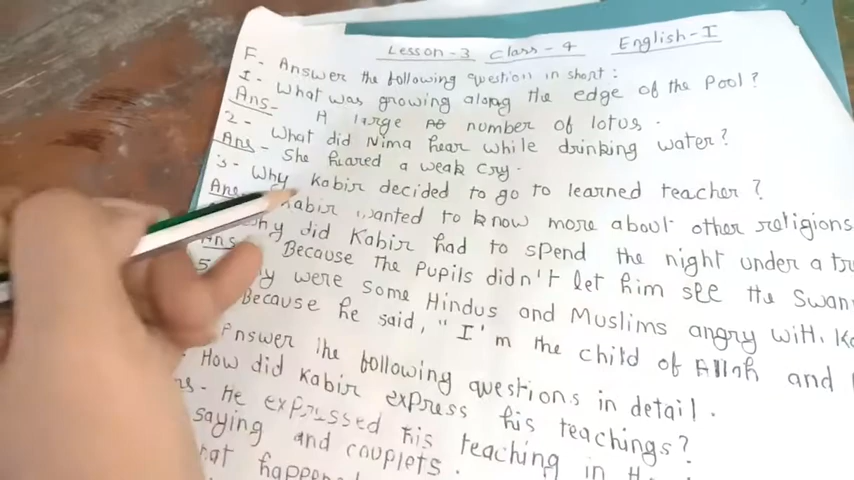 Lesson-3 class-4 English-I
F- Answer the following question in short:
1- What was growing along the edge of the Pool?
Ans- A large number of lotus.
2- What did Nima hear while drinking water?
Ans- She heared a weak cry.
3- Why Kabir decided to go to learned teacher?
Ans Kabir wanted to know more about other religions
did Kabir had to spend the night under a
Ans Because the Pupils didn't let him see the
5 were some Hindus and Muslims angry with
Because he said, "I'm the child of Allah and
Answer the following questions in detail.
How did Kabir express his teachings?
He expressed his teaching in
saying and couplets.